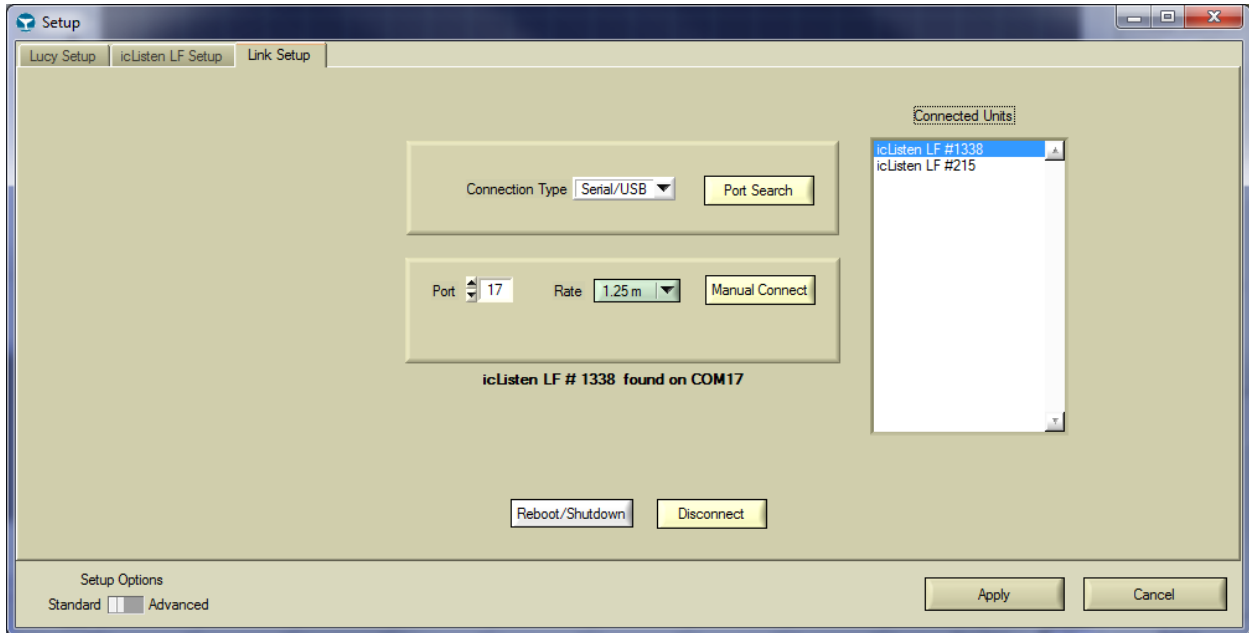 Setup
Lucy Setup
icListen LF Setup
Link Setup
Connected Units
icListen LF #1338
icListen LF #215
Connection Type Serial/USB Port Search
Port 17 Rate 1.25 m Manual Connect
icListen LF # 1338 found on COM17
Reboot/Shutdown Disconnect
Setup Options
Standard Advanced
Apply Cancel